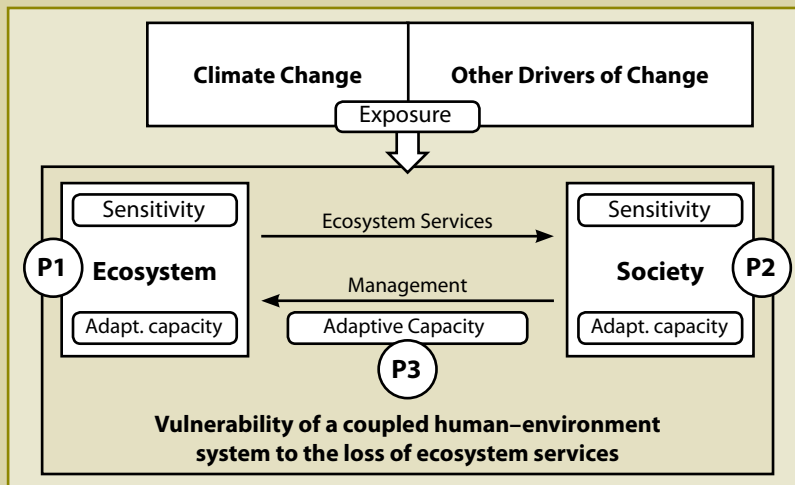 Climate Change
Other Drivers of Change
Exposure
Sensitivity
Ecosystem Services
Sensitivity
P1
Ecosystem
Society
P2
Management
Adapt. capacity
Adaptive Capacity
Adapt. capacity
P3
Vulnerability of a coupled human–environment
system to the loss of ecosystem services